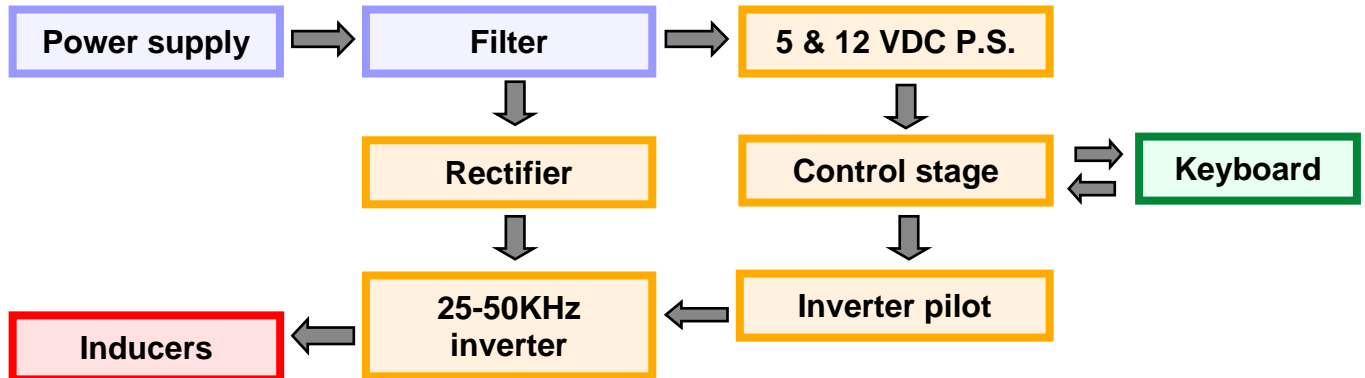 Power supply
Filter
5 & 12 VDC P.S.
Rectifier
Control stage
Keyboard
25-50KHz
inverter
Inverter pilot
Inducers